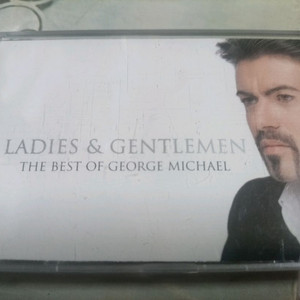 LADIES & GENTLEMEN
THE BEST OF GEORGE MICHAEL